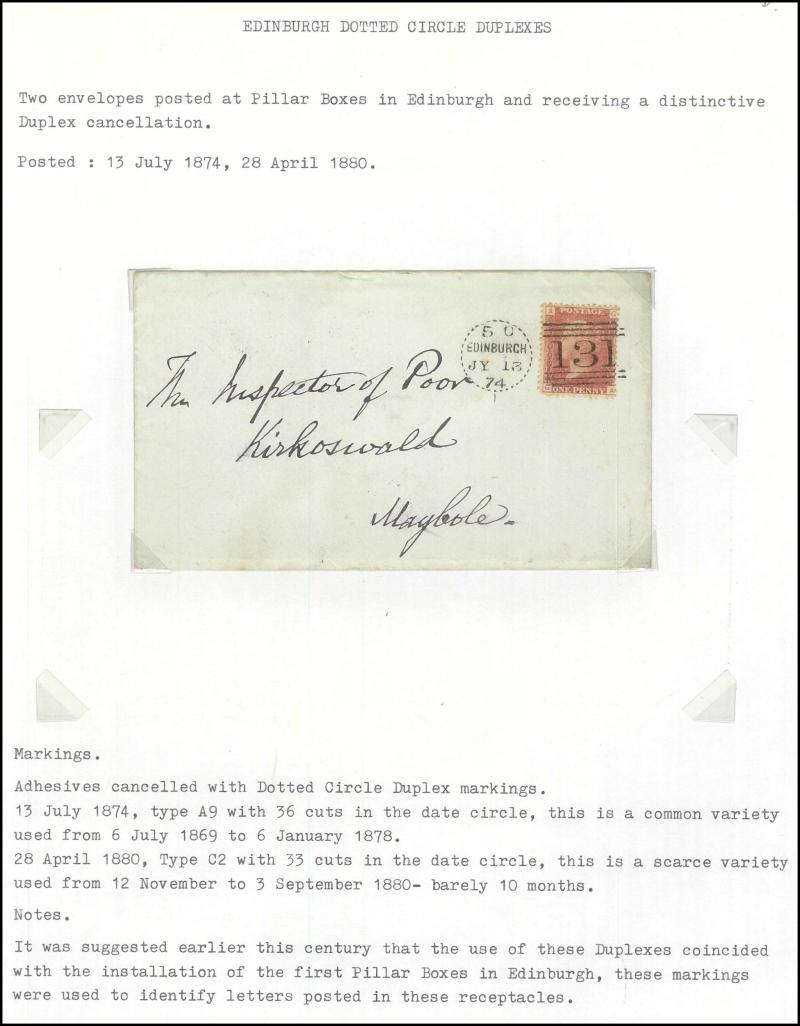 EDINBURGH DOTTED CIRCLE DUPLEXES
Two envelopes posted at Pillar Boxes in Edinburgh and receiving a distinctive
Duplex cancellation.
Posted : 13 July 1874, 28 April 1880.
5 O
EDINBURGH
JY 13
74
POSTAGE
131
ONE PENNY
The Inspector of Poor
Kirkoswald
Maybole.
Markings.
Adhesives cancelled with Dotted Circle Duplex markings.
13 July 1874, type A9 with 36 cuts in the date circle, this is a common variety
used from 6 July 1869 to 6 January 1878.
28 April 1880, Type C2 with 33 cuts in the date circle, this is a scarce variety
used from 12 November to 3 September 1880- barely 10 months.
Notes.
It was suggested earlier this century that the use of these Duplexes coincided
with the installation of the first Pillar Boxes in Edinburgh, these markings
were used to identify letters posted in these receptacles.